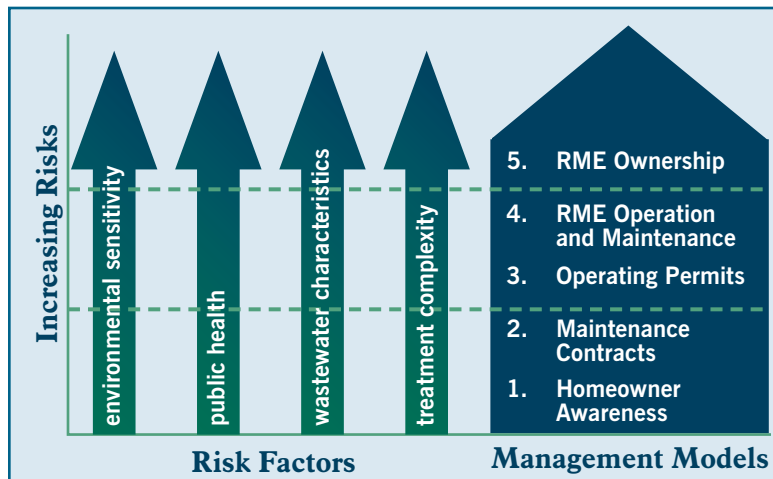 Increasing Risks
environmental sensitivity
public health
wastewater characteristics
treatment complexity
5. RME Ownership
4. RME Operation
and Maintenance
3. Operating Permits
2. Maintenance
Contracts
1. Homeowner
Awareness
Risk Factors
Management Models